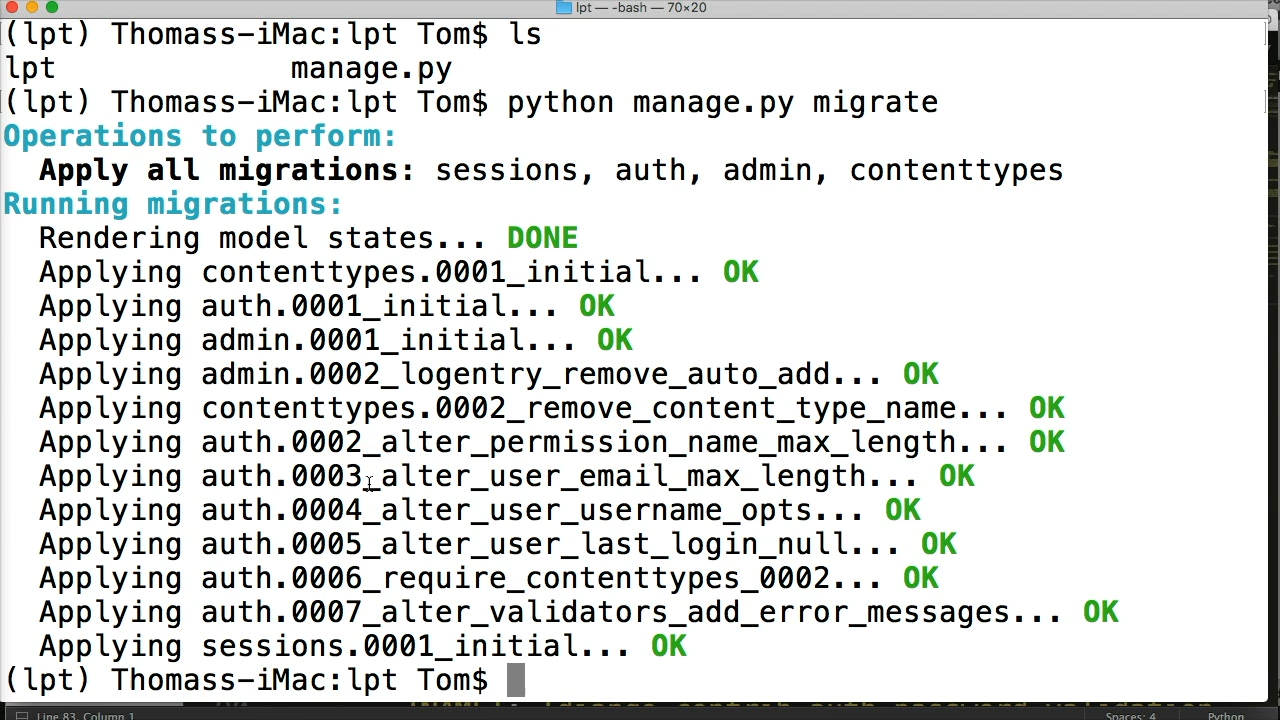 lpt — -bash — 70×20
(lpt) Thomass-iMac:lpt Tom$ ls
lpt manage.py
(lpt) Thomass-iMac:lpt Tom$ python manage.py migrate
Operations to perform:
Apply all migrations: sessions, auth, admin, contenttypes
Running migrations:
Rendering model states... DONE
Applying contenttypes.0001_initial... OK
Applying auth.0001_initial... OK
Applying admin.0001_initial... OK
Applying admin.0002_logentry_remove_auto_add... OK
Applying contenttypes.0002_remove_content_type_name... OK
Applying auth.0002_alter_permission_name_max_length... OK
Applying auth.0003_alter_user_email_max_length... OK
Applying auth.0004_alter_user_username_opts... OK
Applying auth.0005_alter_user_last_login_null... OK
Applying auth.0006_require_contenttypes_0002... OK
Applying auth.0007_alter_validators_add_error_messages... OK
Applying sessions.0001_initial... OK
(lpt) Thomass-iMac:lpt Tom$
Line 83, Column 1 Spaces: 4 Python